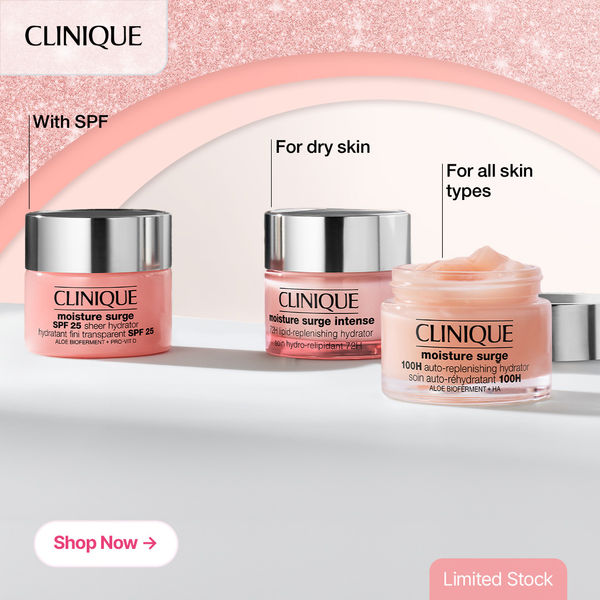 CLINIQUE
With SPF
For dry skin
For all skin
types
CLINIQUE
moisture surge
SPF 25 sheer hydrator
hydratant fini transparent SPF 25
ALOE BIOFERMENT + PRO-VIT D
CLINIQUE
moisture surge intense
72H lipid-replenishing hydrator
soin hydro-relipidant 72H
CLINIQUE
moisture surge
100H auto-replenishing hydrator
soin auto-réhydratant 100H
ALOE BIOFERMENT + HA
Shop Now →
Limited Stock